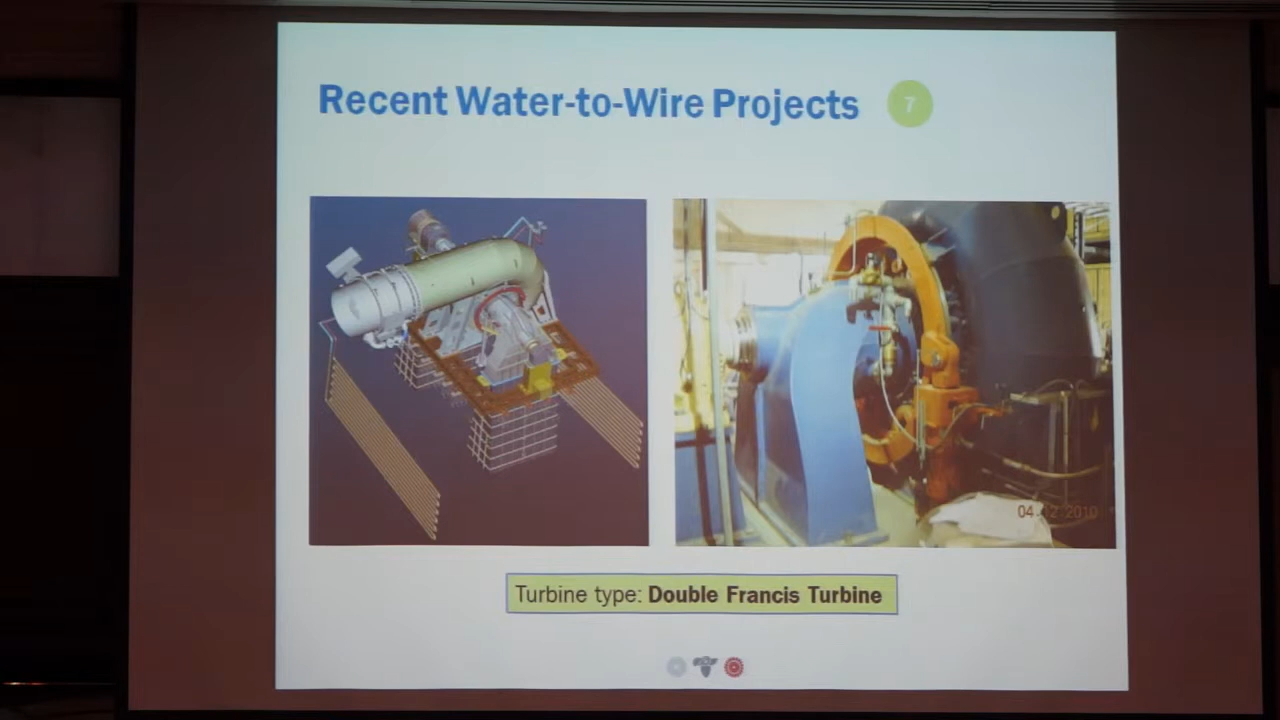 Recent Water-to-Wire Projects
7
Turbine type: Double Francis Turbine